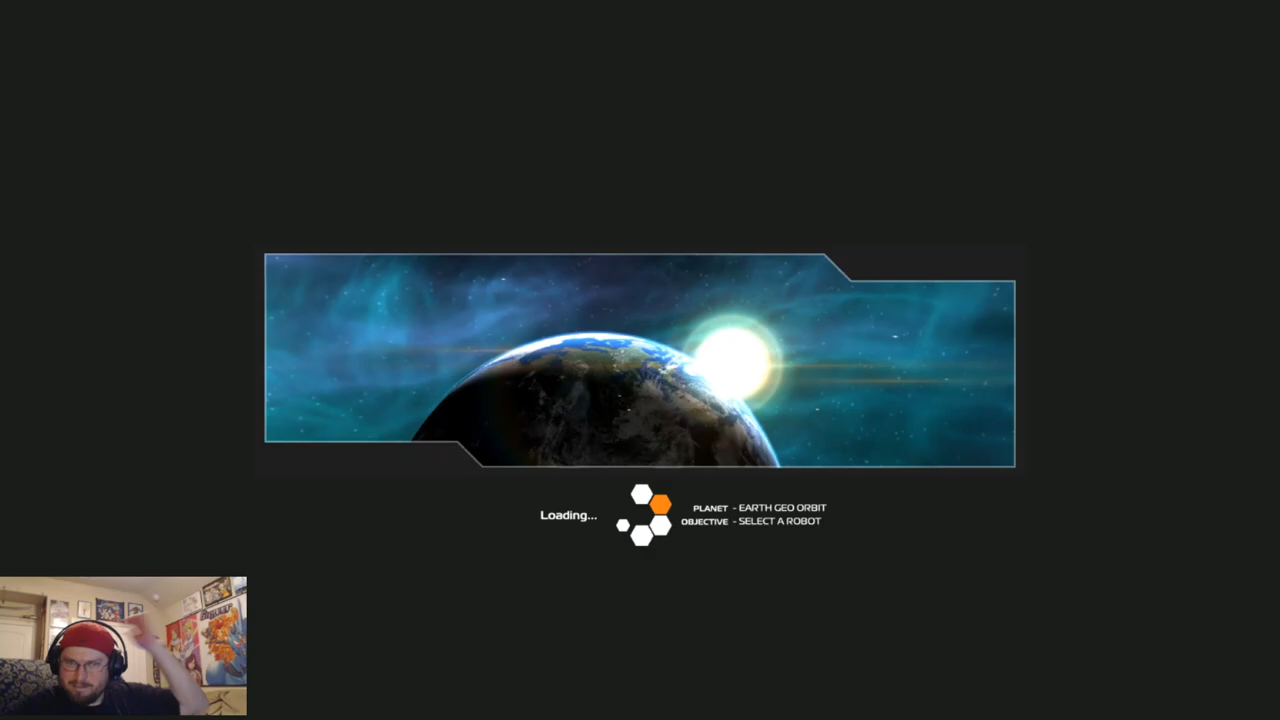 Loading...
PLANET - EARTH GEO ORBIT
OBJECTIVE - SELECT A ROBOT